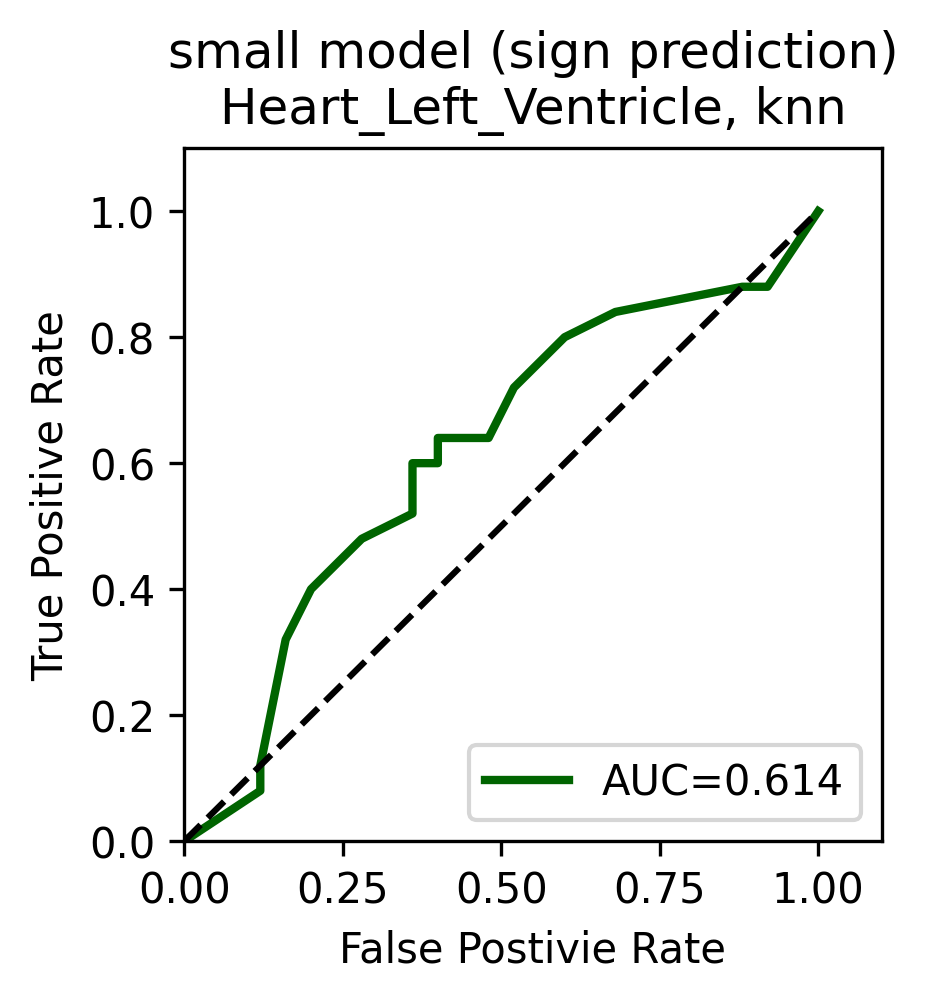 small model (sign prediction)
Heart_Left_Ventricle, knn
1.0
0.8
0.6
0.4
0.2
0.0
True Positive Rate
AUC=0.614
0.00 0.25 0.50 0.75 1.00
False Postivie Rate